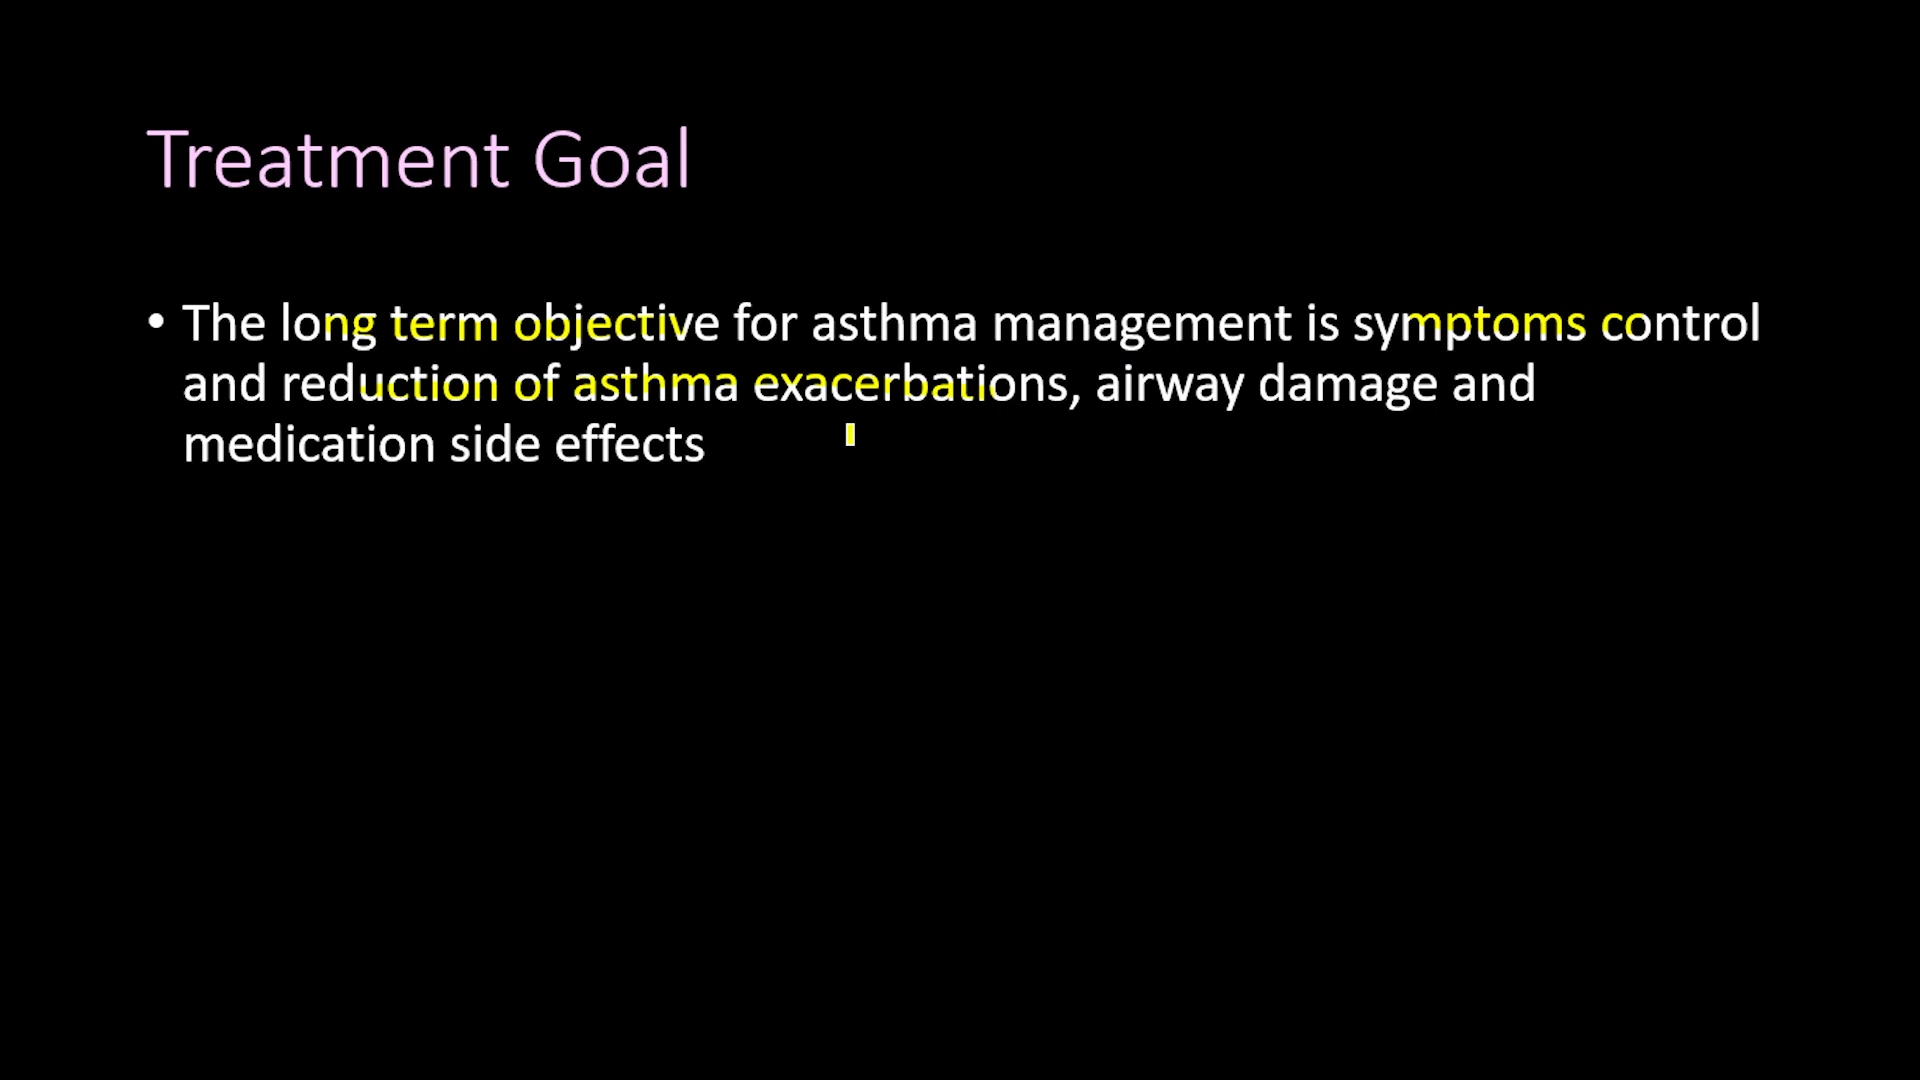 Treatment Goal
• The long term objective for asthma management is symptoms control
and reduction of asthma exacerbations, airway damage and
medication side effects